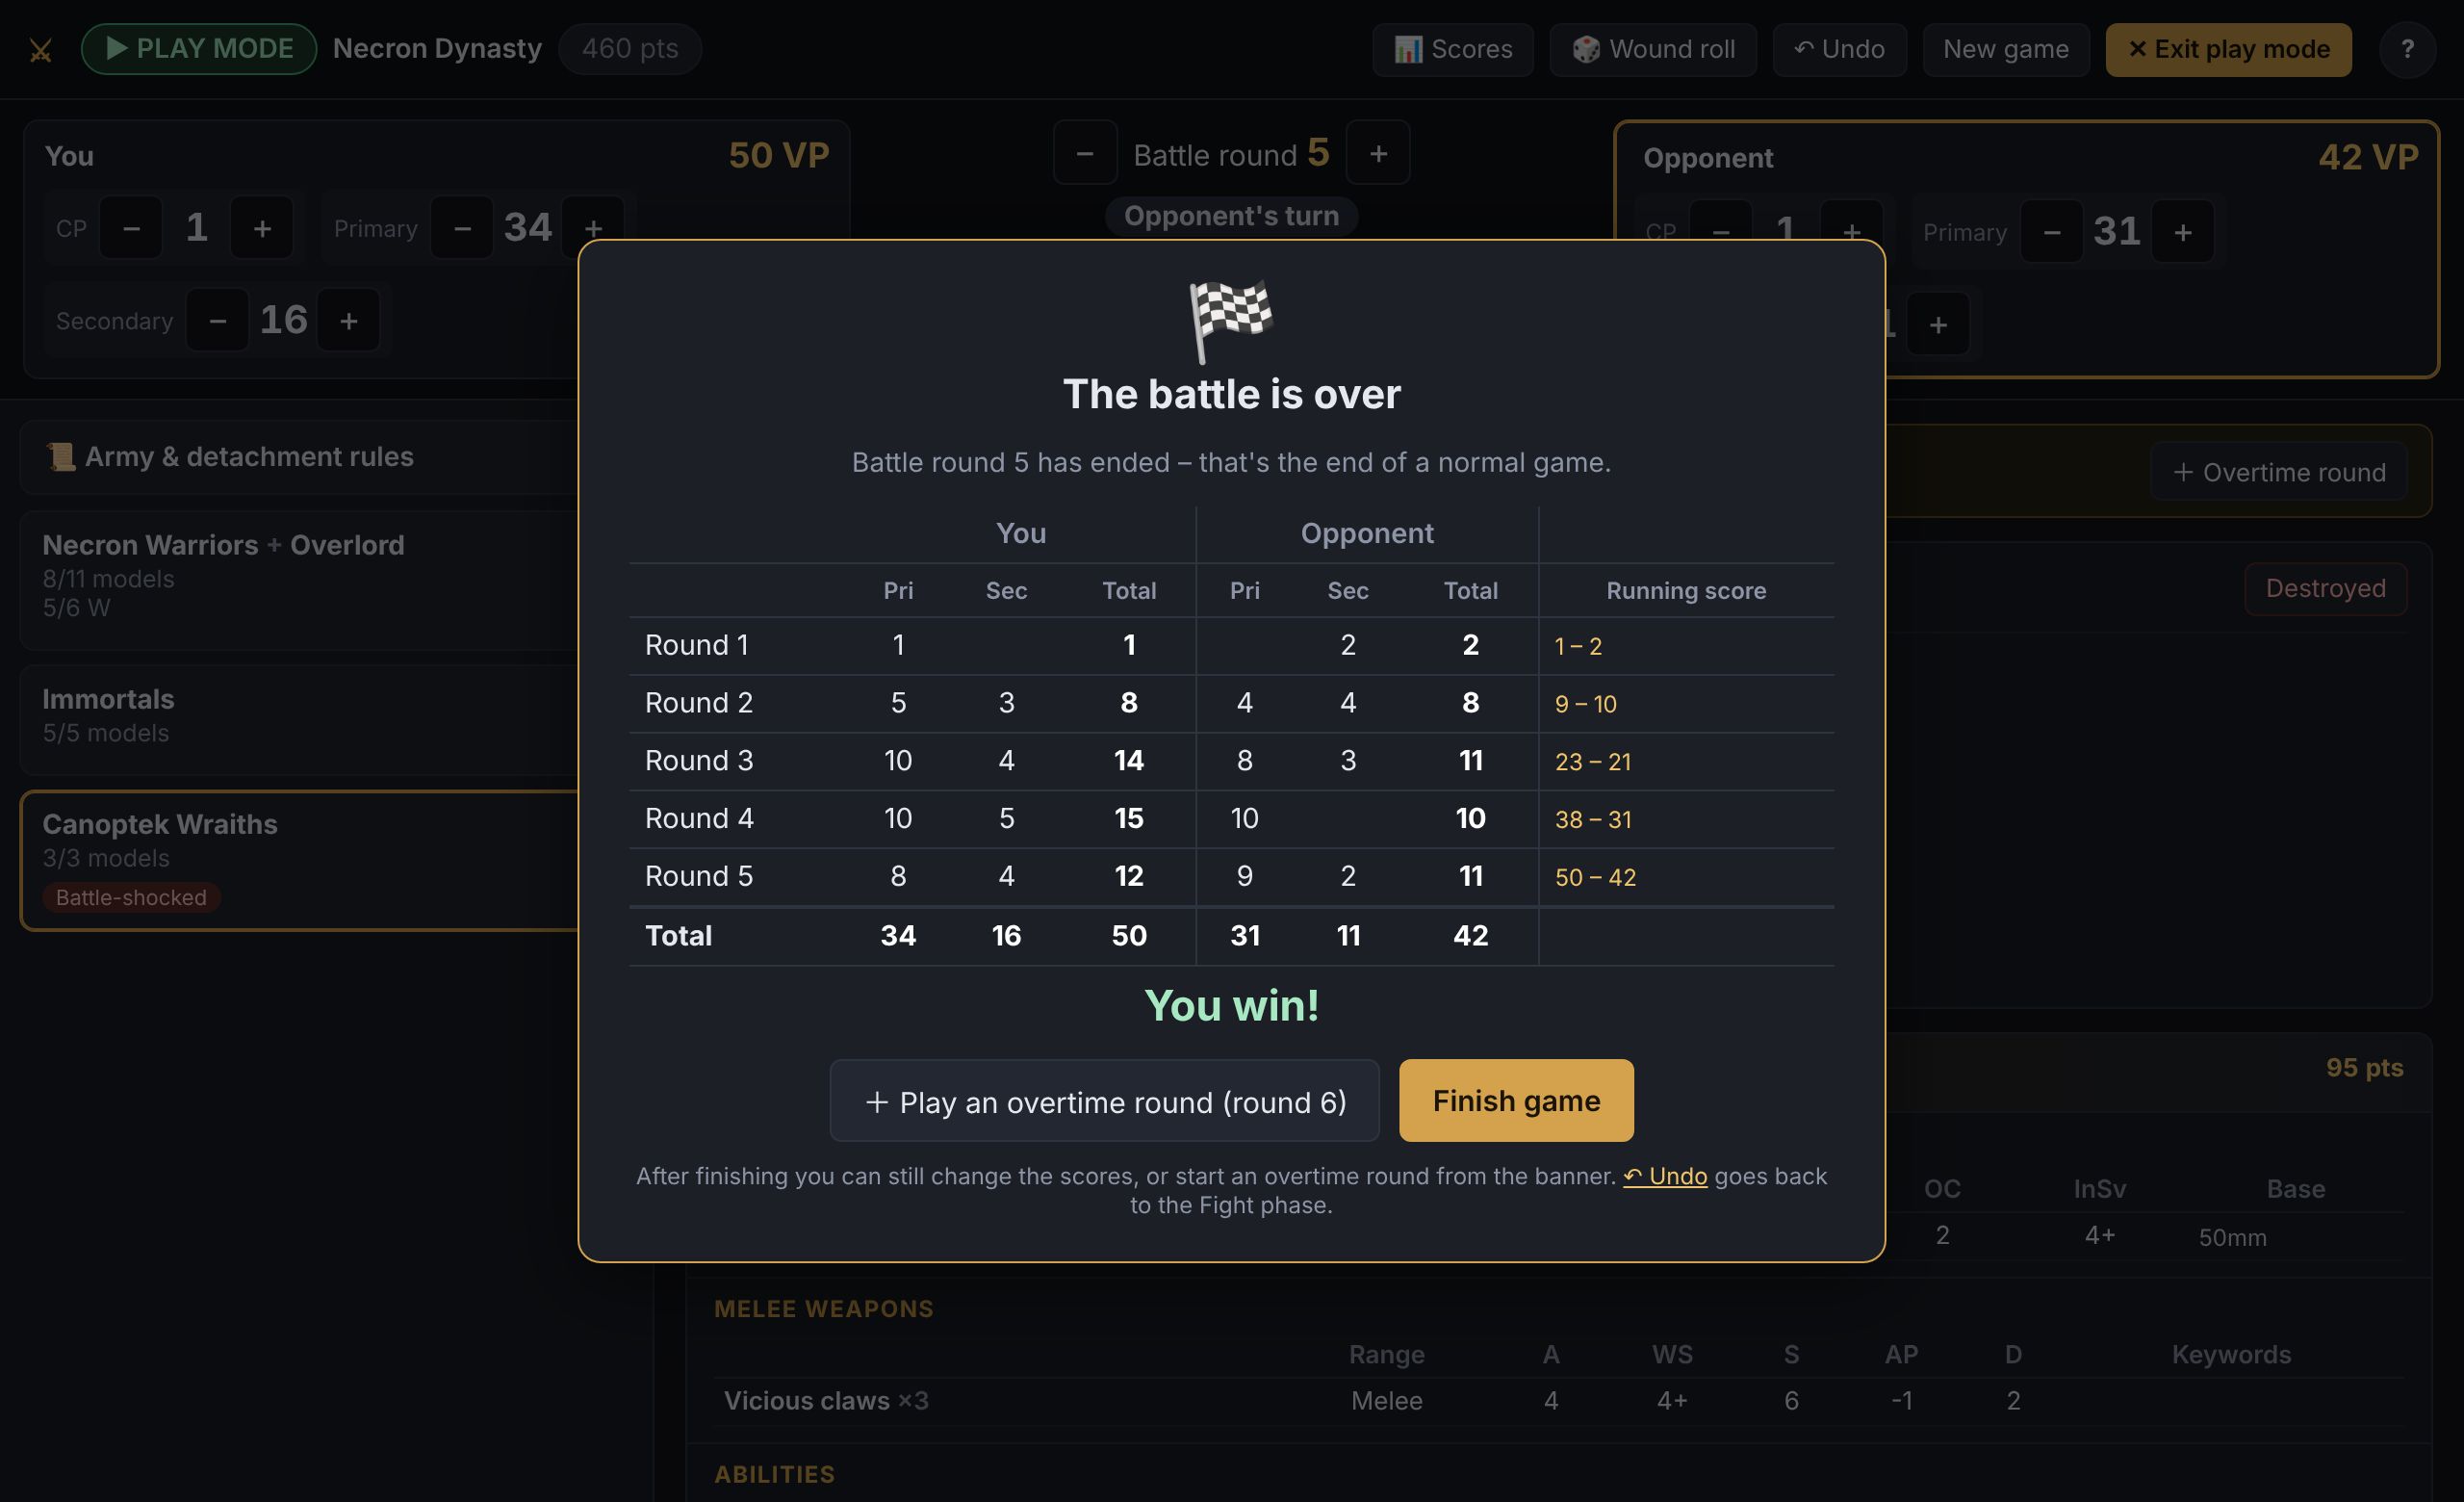 ⚔ ▶ PLAY MODE Necron Dynasty 460 pts 📊 Scores 🎲 Wound roll ↶ Undo New game ✕ Exit play mode ?
You 50 VP
CP − 1 + Primary − 34 +
Secondary − 16 +
− Battle round 5 +
Opponent's turn
Opponent 42 VP
CP − 1 + Primary − 31 +
+
📜 Army & detachment rules
Necron Warriors + Overlord
8/11 models
5/6 W
Immortals
5/5 models
Canoptek Wraiths
3/3 models
Battle-shocked
+ Overtime round
Destroyed
The battle is over
Battle round 5 has ended – that's the end of a normal game.
You Opponent
Pri Sec Total Pri Sec Total Running score
Round 1 1 1 2 2 1 – 2
Round 2 5 3 8 4 4 8 9 – 10
Round 3 10 4 14 8 3 11 23 – 21
Round 4 10 5 15 10 10 38 – 31
Round 5 8 4 12 9 2 11 50 – 42
Total 34 16 50 31 11 42
You win!
+ Play an overtime round (round 6) Finish game
After finishing you can still change the scores, or start an overtime round from the banner. ↶ Undo goes back
to the Fight phase.
95 pts
OC InSv Base
2 4+ 50mm
MELEE WEAPONS
Range A WS S AP D Keywords
Vicious claws ×3 Melee 4 4+ 6 -1 2
ABILITIES